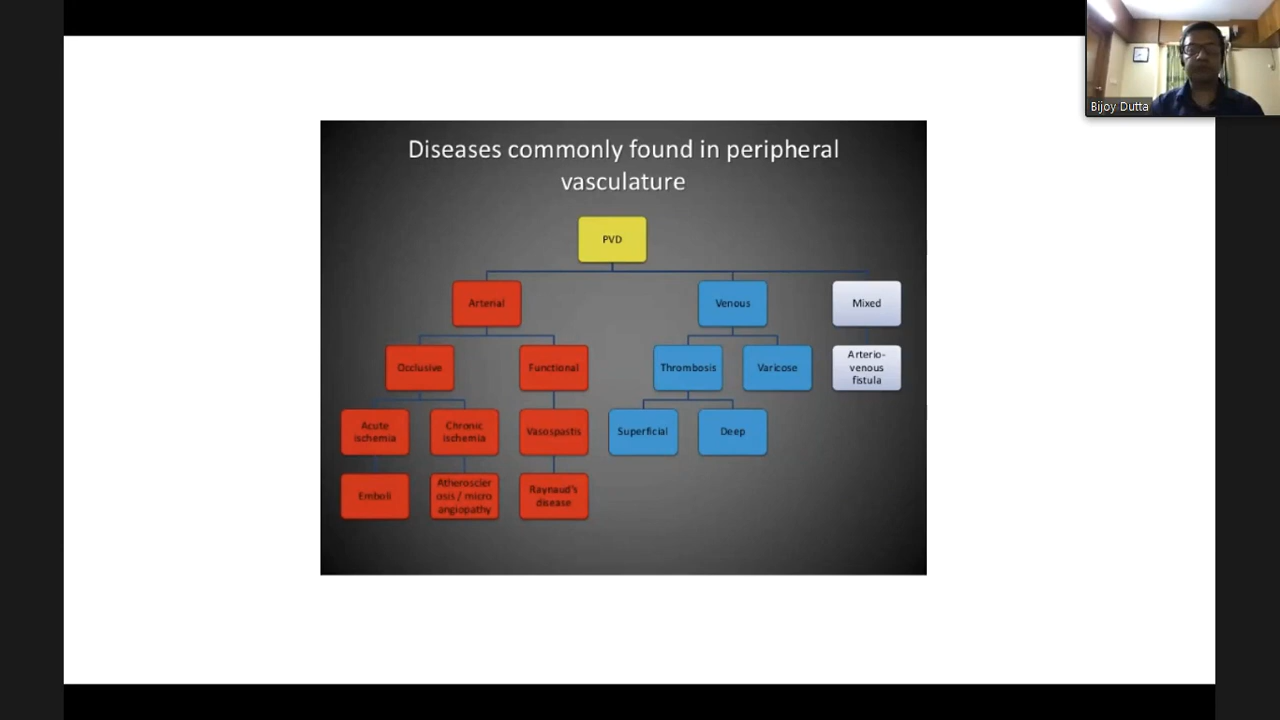 Bijoy Dutta
Diseases commonly found in peripheral
vasculature
PVD
Arterial
Venous
Mixed
Occlusive
Functional
Thrombosis
Varicose
Arterio-
venous
fistula
Acute
ischemia
Chronic
ischemia
Vasospastis
Superficial
Deep
Emboli
Atheroscler
osis / micro
angiopathy
Raynaud's
disease